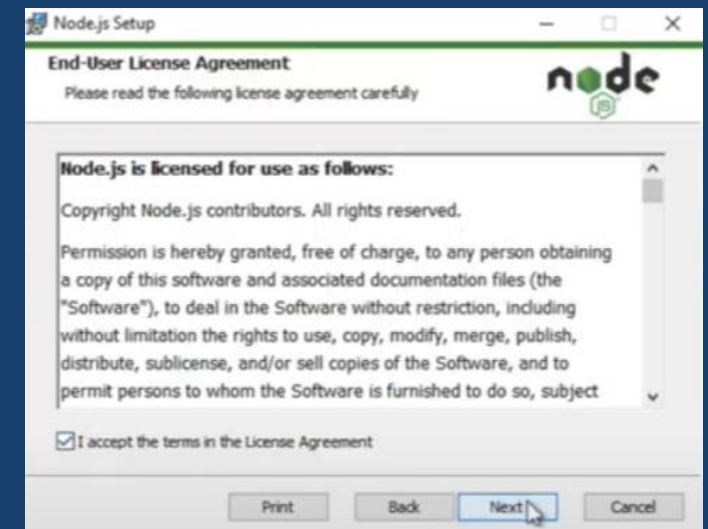 Node.js Setup
End-User License Agreement
Please read the following license agreement carefully
node
JS
Node.js is licensed for use as follows:
Copyright Node.js contributors. All rights reserved.
Permission is hereby granted, free of charge, to any person obtaining
a copy of this software and associated documentation files (the
"Software"), to deal in the Software without restriction, including
without limitation the rights to use, copy, modify, merge, publish,
distribute, sublicense, and/or sell copies of the Software, and to
permit persons to whom the Software is furnished to do so, subject
I accept the terms in the License Agreement
Print Back Next Cancel